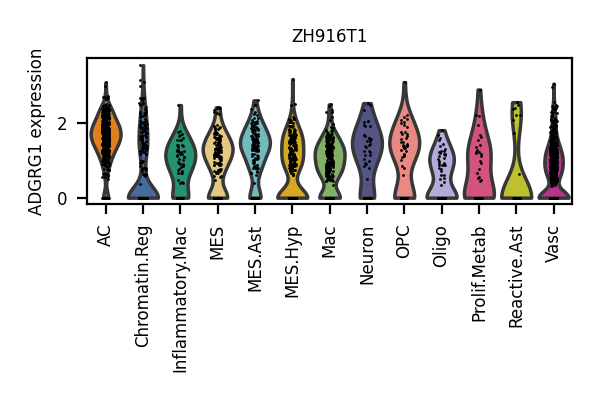 ZH916T1
ADGRG1 expression
2
0
AC
Chromatin.Reg
Inflammatory.Mac
MES
MES.Ast
MES.Hyp
Mac
Neuron
OPC
Oligo
Prolif.Metab
Reactive.Ast
Vasc